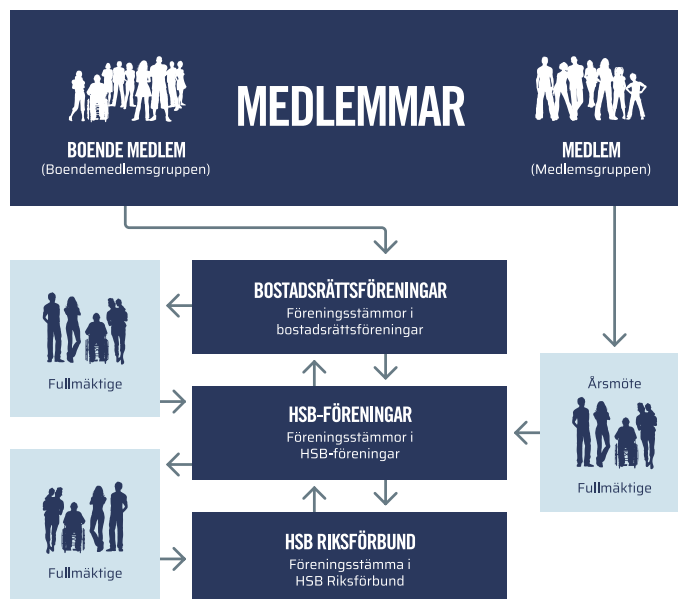 MEDLEMMAR
BOENDE MEDLEM
(Boendemedlemsgruppen)
MEDLEM
(Medlemsgruppen)
BOSTADSRÄTTSFÖRENINGAR
Föreningsstämmor i
bostadsrättsföreningar
Fullmäktige
Årsmöte
Fullmäktige
HSB-FÖRENINGAR
Föreningsstämmor i
HSB-föreningar
Fullmäktige
HSB RIKSFÖRBUND
Föreningsstämma i
HSB Riksförbund